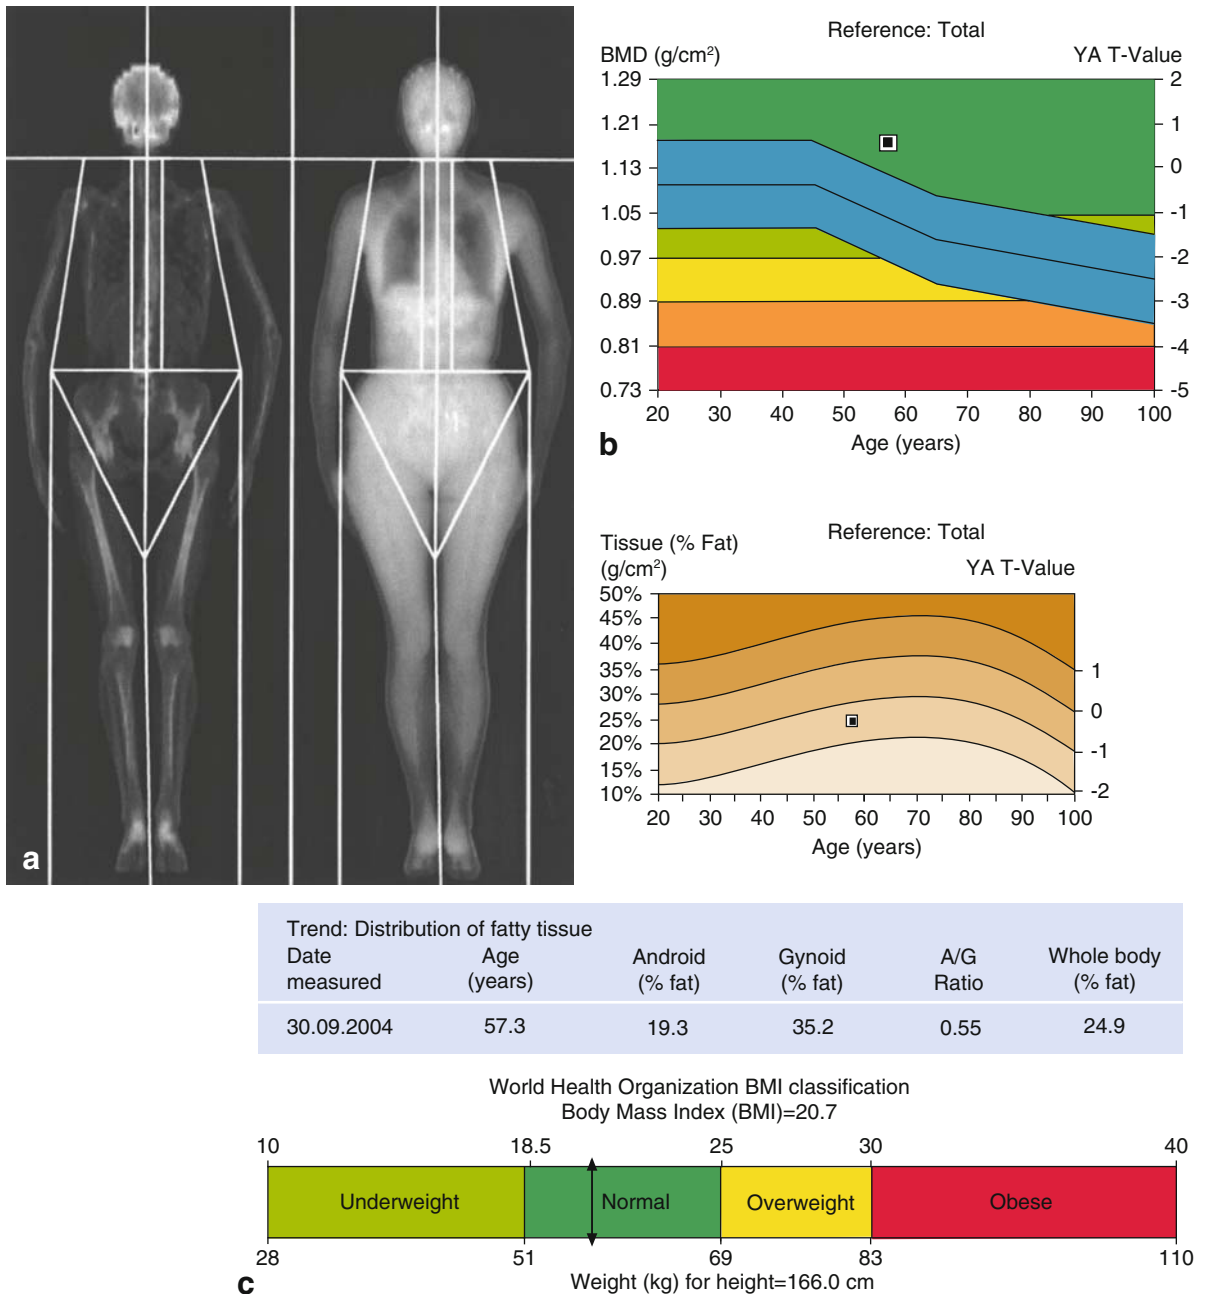 Reference: Total
BMD (g/cm²) YA T-Value
1.29 2
1.21 1
1.13 0
1.05 -1
0.97 -2
0.89 -3
0.81 -4
0.73 -5
20 30 40 50 60 70 80 90 100
Age (years)
b
Reference: Total
Tissue (% Fat)
(g/cm²) YA T-Value
50%
45%
40%
35% 1
30%
25% 0
20% -1
15%
10% -2
20 30 40 50 60 70 80 90 100
Age (years)
a
Trend: Distribution of fatty tissue
Date Age Android Gynoid A/G Whole body
measured (years) (% fat) (% fat) Ratio (% fat)
30.09.2004 57.3 19.3 35.2 0.55 24.9
World Health Organization BMI classification
Body Mass Index (BMI)=20.7
10 18.5 25 30 40
Underweight Normal Overweight Obese
28 51 69 83 110
c Weight (kg) for height=166.0 cm